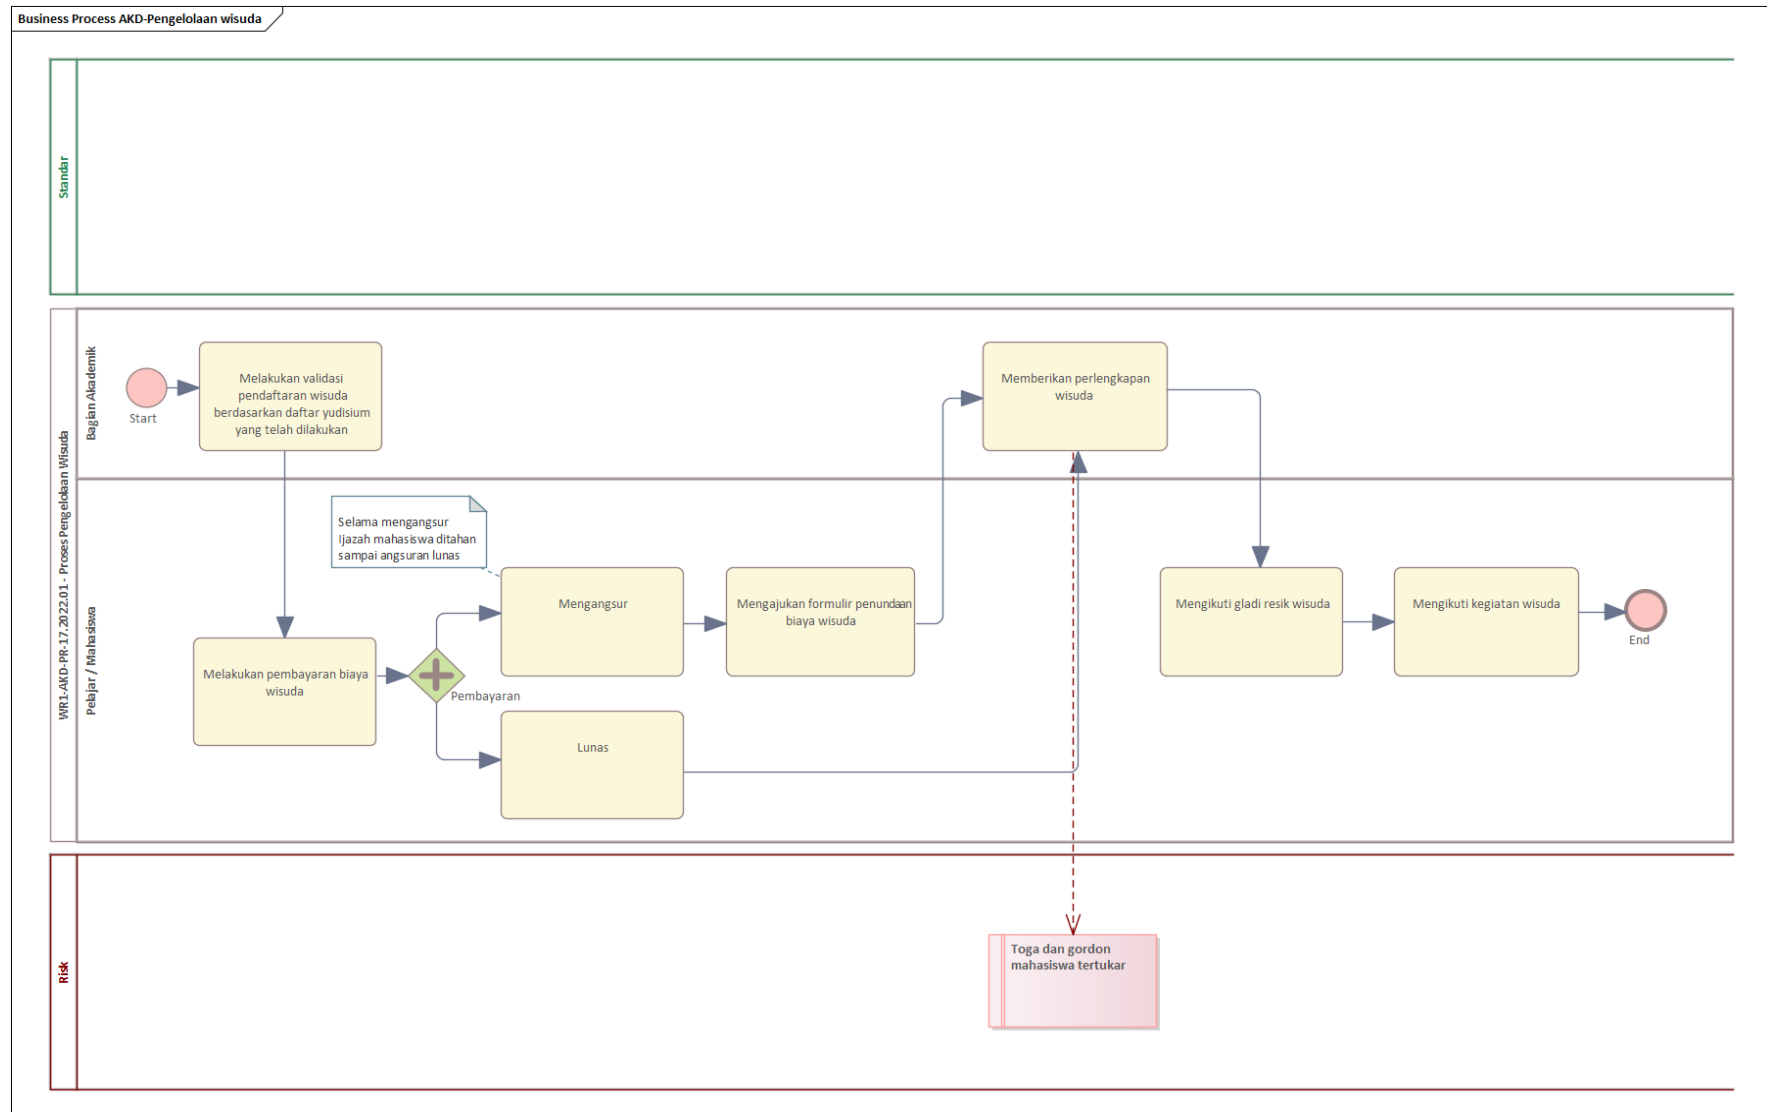 Business Process AKD-Pengelolaan wisuda
Standar
WR1-AKD-PR-17.2022.01 - Proses Pengelolaan Wisuda
Bagian Akademik
Start
Melakukan validasi
pendaftaran wisuda
berdasarkan daftar yudisium
yang telah dilakukan
Memberikan perlengkapan
wisuda
Pelajar / Mahasiswa
Selama mengangsur
Ijazah mahasiswa ditahan
sampai angsuran lunas
Melakukan pembayaran biaya
wisuda
Pembayaran
Mengangsur
Mengajukan formulir penundaan
biaya wisuda
Lunas
Mengikuti gladi resik wisuda
Mengikuti kegiatan wisuda
End
Risk
Toga dan gordon
mahasiswa tertukar